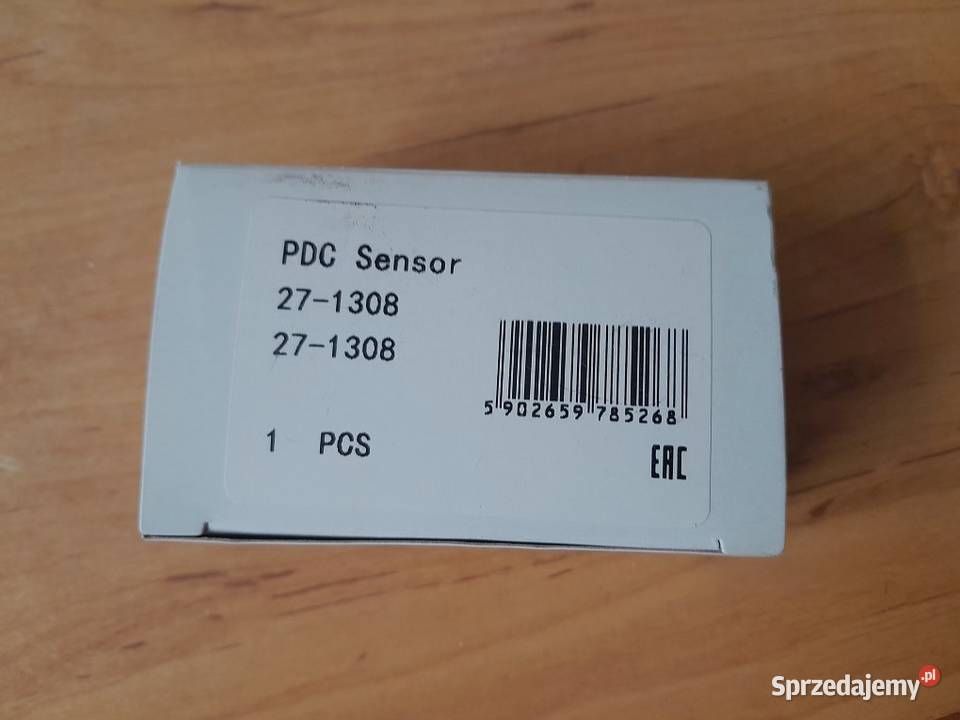 PDC Sensor
27-1308
27-1308
5 902659 785268
1 PCS
EAC
Sprzedajemy.pl